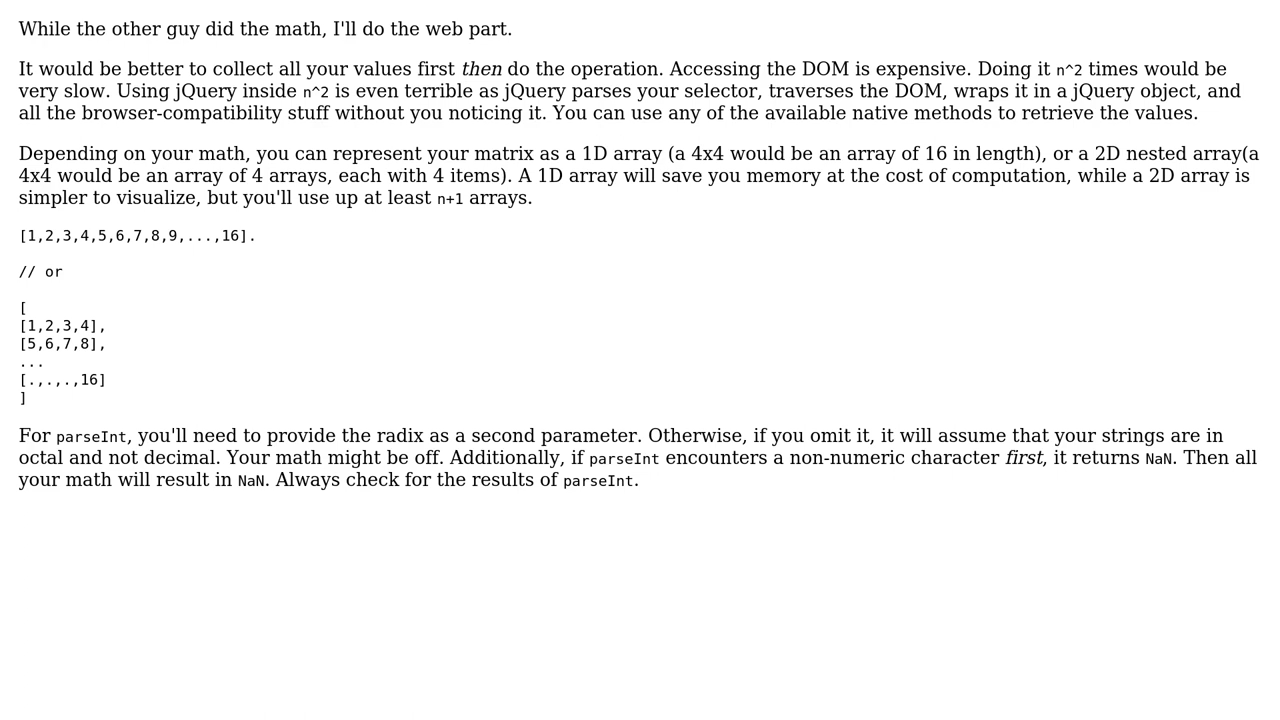 While the other guy did the math, I'll do the web part.
It would be better to collect all your values first then do the operation. Accessing the DOM is expensive. Doing it n^2 times would be
very slow. Using jQuery inside n^2 is even terrible as jQuery parses your selector, traverses the DOM, wraps it in a jQuery object, and
all the browser-compatibility stuff without you noticing it. You can use any of the available native methods to retrieve the values.
Depending on your math, you can represent your matrix as a 1D array (a 4x4 would be an array of 16 in length), or a 2D nested array(a
4x4 would be an array of 4 arrays, each with 4 items). A 1D array will save you memory at the cost of computation, while a 2D array is
simpler to visualize, but you'll use up at least n+1 arrays.
[1,2,3,4,5,6,7,8,9,...,16].
// or
[
[1,2,3,4],
[5,6,7,8],
...
[.,.,.,16]
]
For parseInt, you'll need to provide the radix as a second parameter. Otherwise, if you omit it, it will assume that your strings are in
octal and not decimal. Your math might be off. Additionally, if parseInt encounters a non-numeric character first, it returns NaN. Then all
your math will result in NaN. Always check for the results of parseInt.